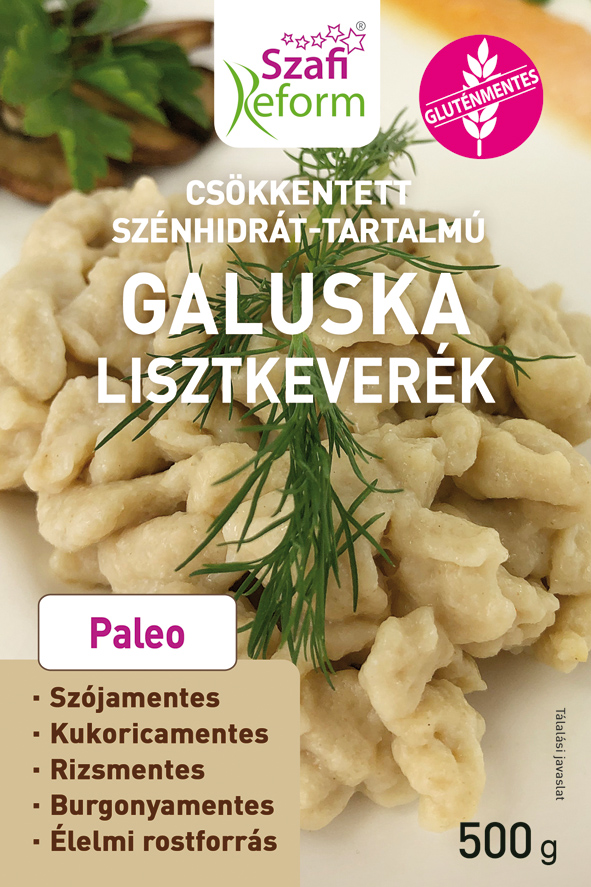 Szafi
Reform
®
GLUTÉNMENTES
CSÖKKENTETT
SZÉNHIDRÁT-TARTALMÚ
GALUSKA
LISZTKEVERÉK
Paleo
· Szójamentes
· Kukoricamentes
· Rizsmentes
· Burgonyamentes
· Élelmi rostforrás
Tálalási javaslat
500 g